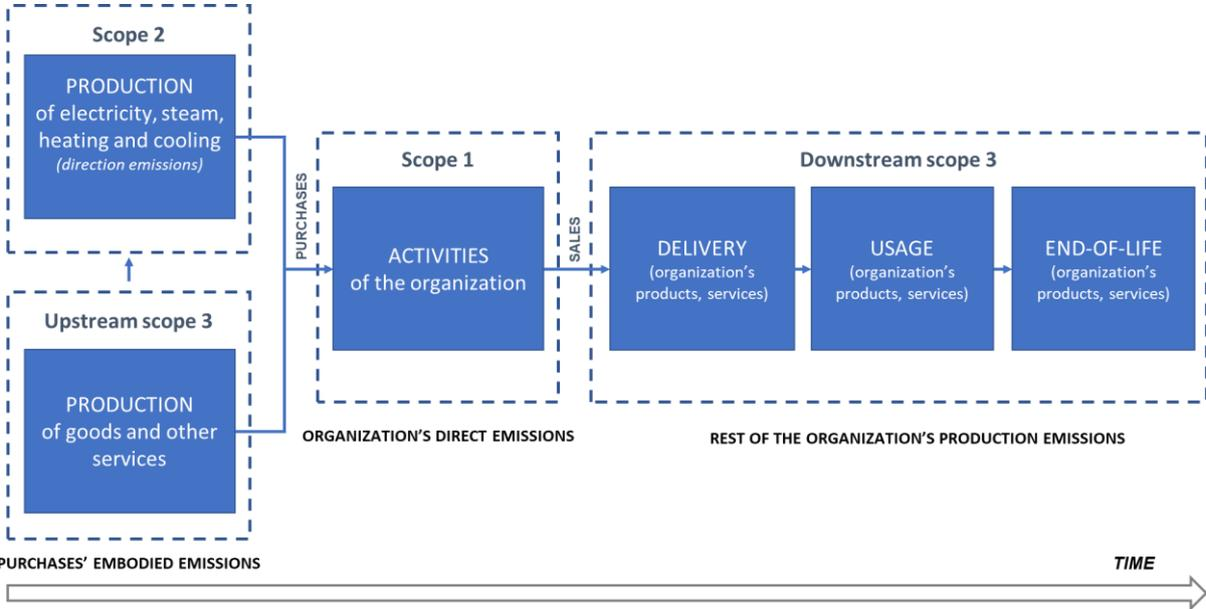 Scope 2
PRODUCTION
of electricity, steam,
heating and cooling
(direction emissions)
Upstream scope 3
PRODUCTION
of goods and other
services
PURCHASES' EMBODIED EMISSIONS
PURCHASES
Scope 1
ACTIVITIES
of the organization
ORGANIZATION'S DIRECT EMISSIONS
SALES
Downstream scope 3
DELIVERY
(organization's
products, services)
USAGE
(organization's
products, services)
END-OF-LIFE
(organization's
products, services)
REST OF THE ORGANIZATION'S PRODUCTION EMISSIONS
TIME